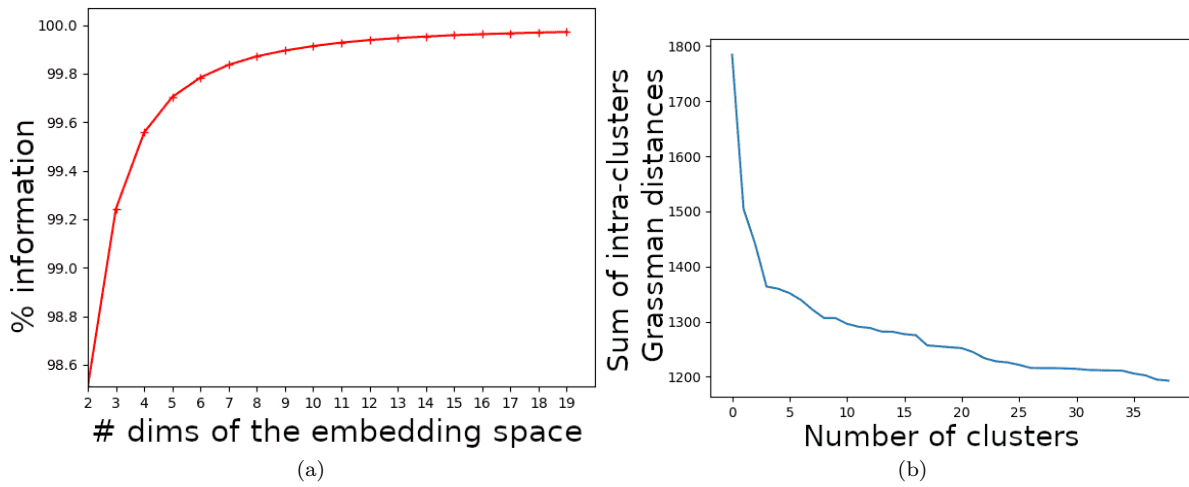 100.0
99.8
99.6
99.4
99.2
99.0
98.8
98.6
% information
2 3 4 5 6 7 8 9 10 11 12 13 14 15 16 17 18 19
# dims of the embedding space
(a)
1800
1700
1600
1500
1400
1300
1200
Sum of intra-clusters
Grassman distances
0 5 10 15 20 25 30 35
Number of clusters
(b)